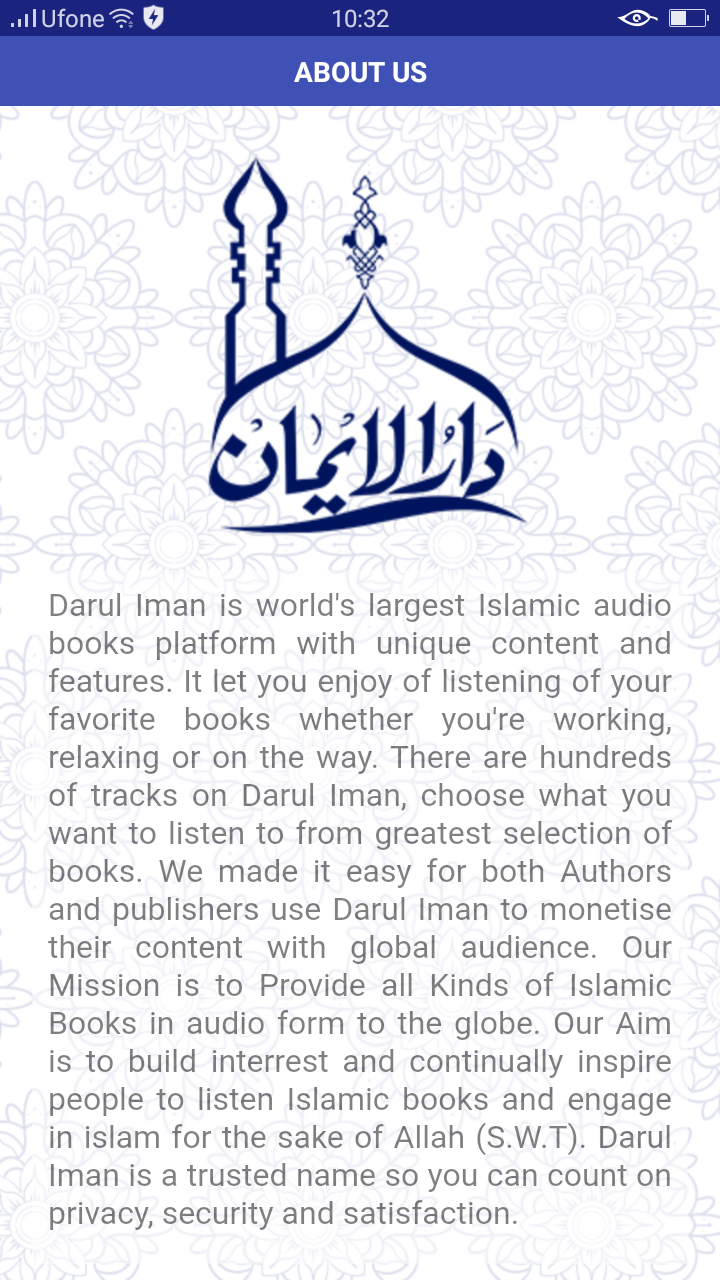 Ufone 10:32
ABOUT US
دارالایمان
Darul Iman is world's largest Islamic audio
books platform with unique content and
features. It let you enjoy of listening of your
favorite books whether you're working,
relaxing or on the way. There are hundreds
of tracks on Darul Iman, choose what you
want to listen to from greatest selection of
books. We made it easy for both Authors
and publishers use Darul Iman to monetise
their content with global audience. Our
Mission is to Provide all Kinds of Islamic
Books in audio form to the globe. Our Aim
is to build interrest and continually inspire
people to listen Islamic books and engage
in islam for the sake of Allah (S.W.T). Darul
Iman is a trusted name so you can count on
privacy, security and satisfaction.